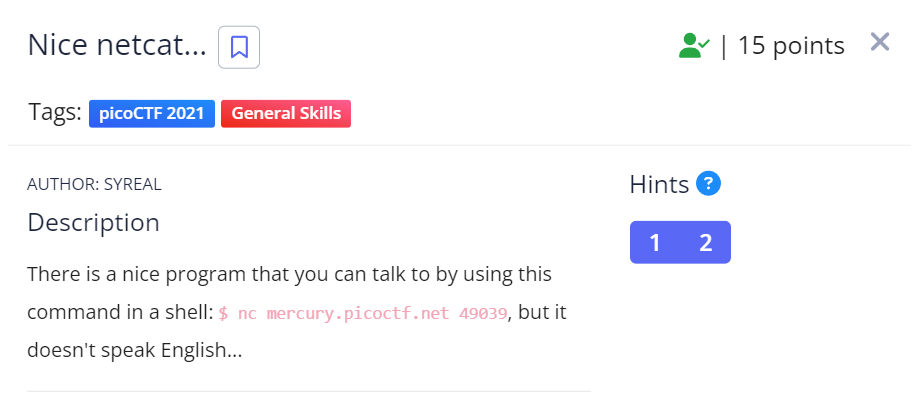 Nice netcat...
| 15 points
Tags: picoCTF 2021 General Skills
AUTHOR: SYREAL
Hints ?
Description
1 2
There is a nice program that you can talk to by using this
command in a shell: $ nc mercury.picoctf.net 49039, but it
doesn't speak English...